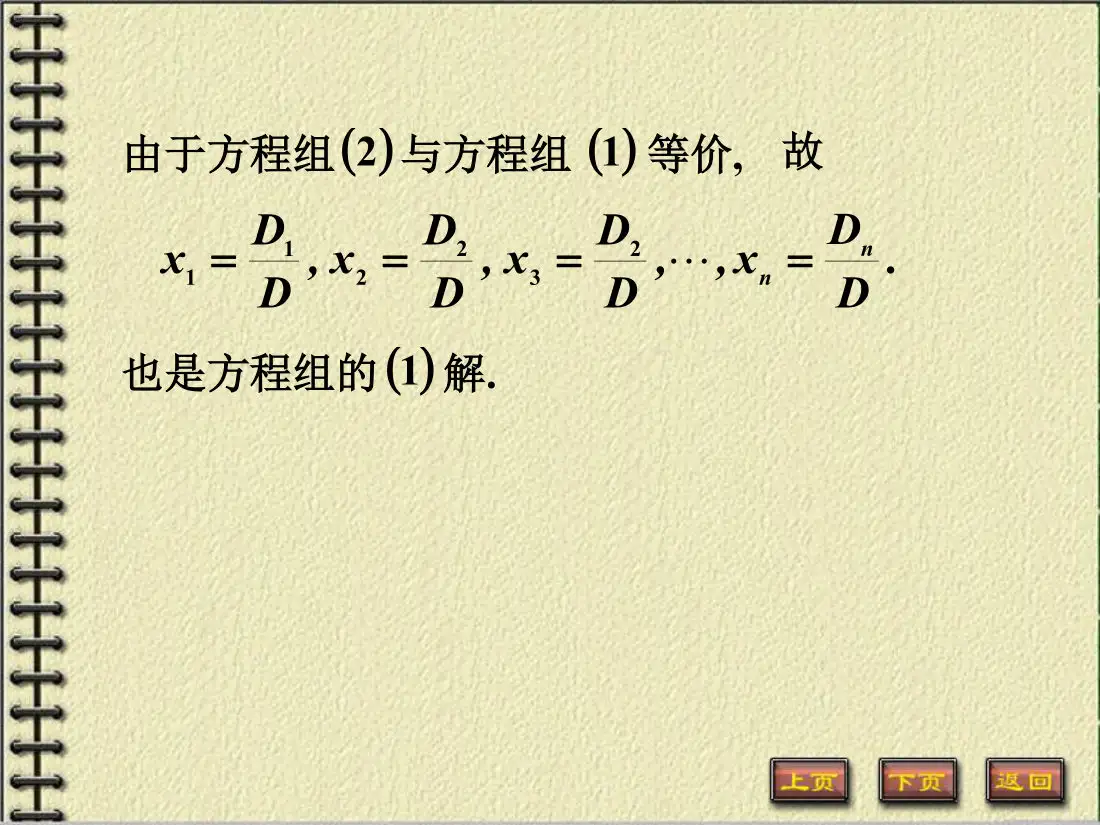 由于方程组(2)与方程组 (1) 等价, 故
x₁ = D₁/D , x₂ = D₂/D , x₃ = D₂/D , ⋯ , xₙ = Dₙ/D .
也是方程组的(1)解.
上页 下页 返回